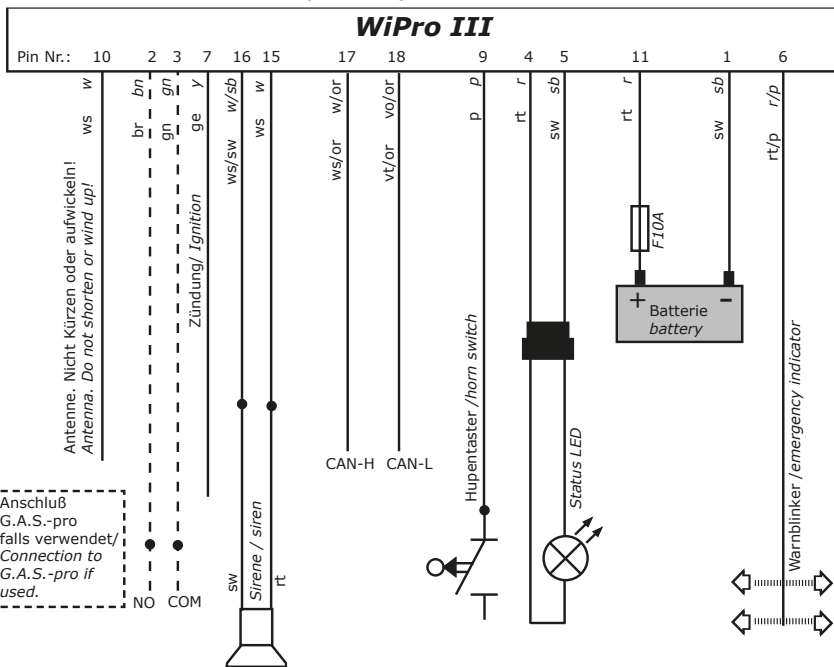 WiPro III
Pin Nr.: 10 2 3 7 16 15 17 18 9 4 5 11 1 6
w
bn
gn
y
w/sb
w
w/or
vo/or
p
r
sb
r
sb
r/p
ws
br
gn
ge
ws/sw
ws
ws/or
vt/or
p
rt
sw
rt
sw
rt/p
Antenne. Nicht Kürzen oder aufwickeln!
Antenna. Do not shorten or wind up!
Zündung/ Ignition
F10A
+ -
Batterie
battery
CAN-H CAN-L
Hupentaster /horn switch
Status LED
Warnblinker /emergency indicator
Anschluß
G.A.S.-pro
falls verwendet/
Connection to
G.A.S.-pro if
used.
NO COM
sw
Sirene / siren
rt